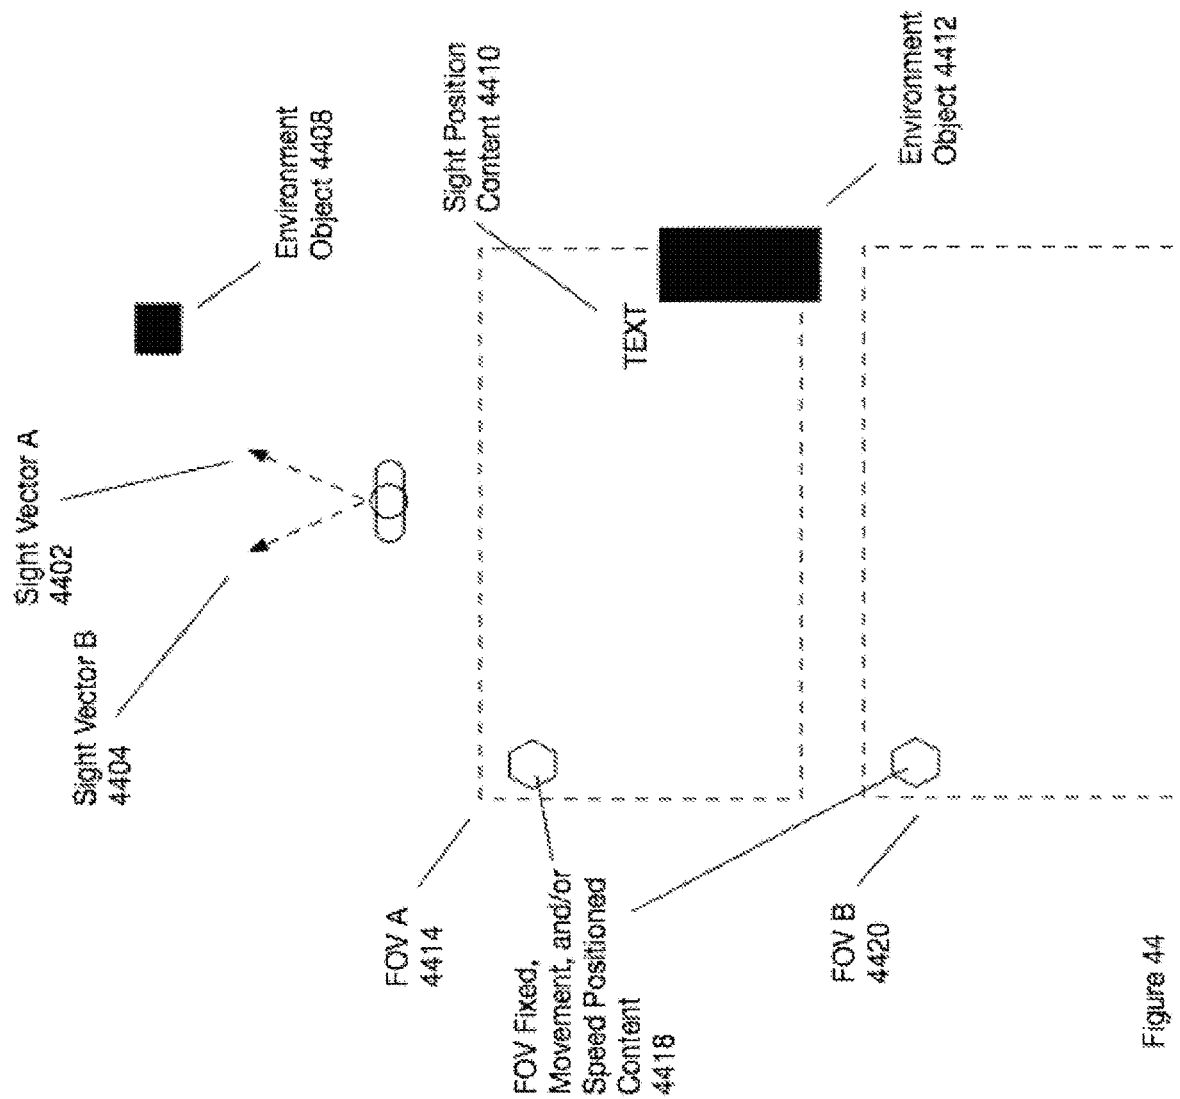 Sight Vector A
4402
Sight Vector B
4404
Environment
Object 4408
Sight Position
Content 4410
TEXT
Environment
Object 4412
FOV A
4414
FOV Fixed,
Movement, and/or
Speed Positioned
Content
4418
FOV B
4420
Figure 44